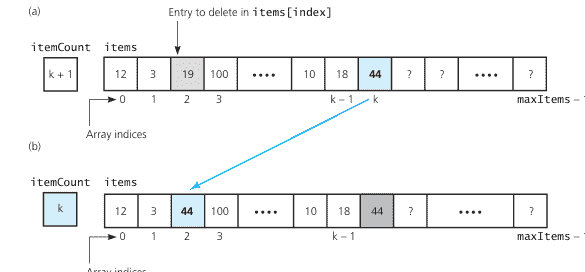 (a)
Entry to delete in items[index]
itemCount items
k + 1 12 3 19 100 •••• 10 18 44 ? ? •••• ?
0 1 2 3 k – 1 k maxItems –
Array indices
(b)
itemCount items
k 12 3 44 100 •••• 10 18 44 ? •••• ?
0 1 2 3 k – 1 maxItems –
Array indices